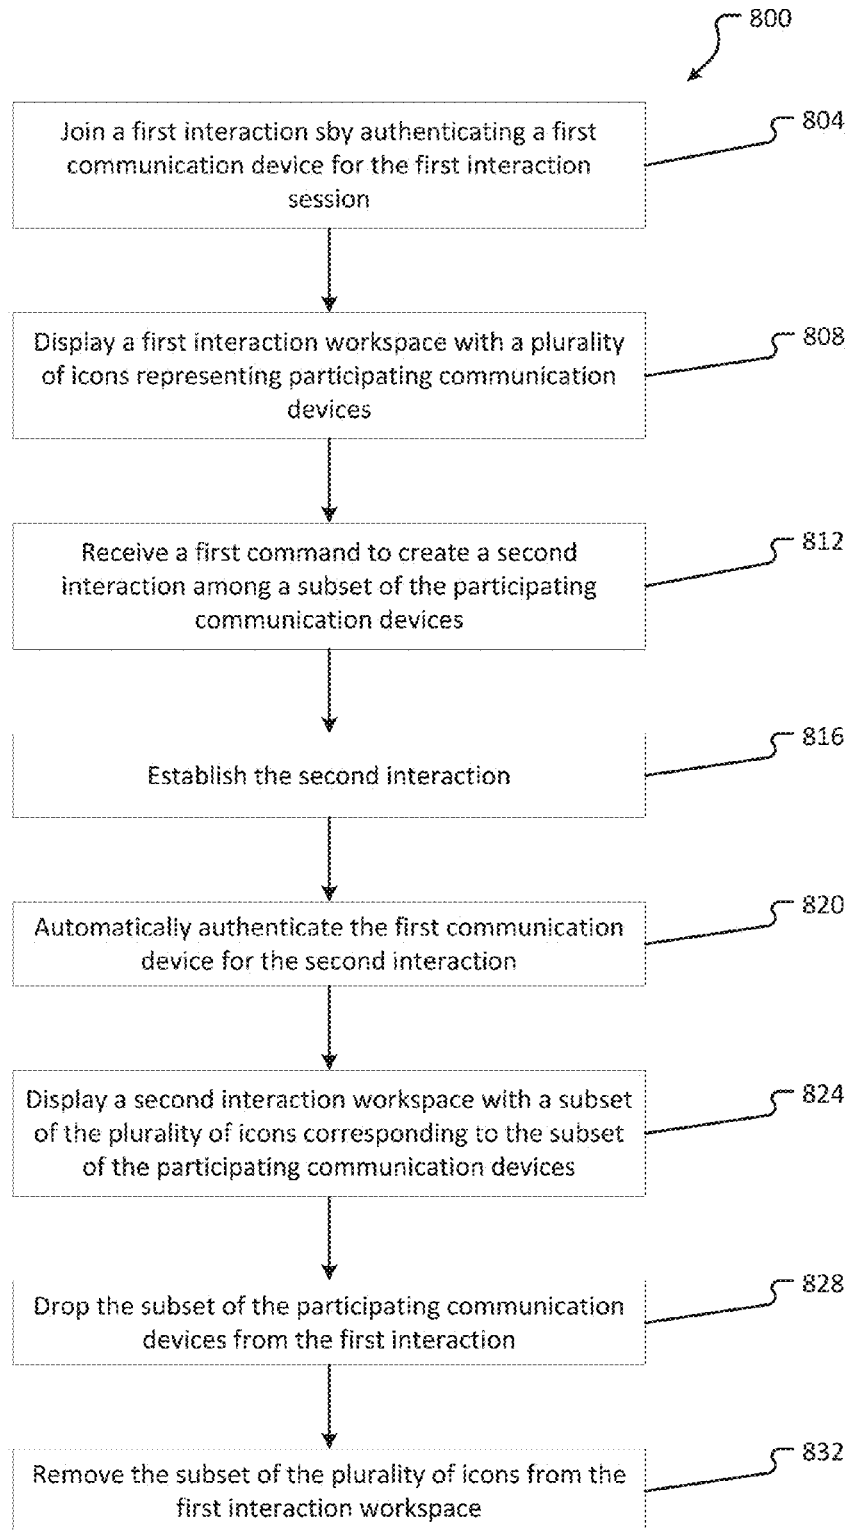 800
Join a first interaction sby authenticating a first
communication device for the first interaction
session
804
Display a first interaction workspace with a plurality
of icons representing participating communication
devices
808
Receive a first command to create a second
interaction among a subset of the participating
communication devices
812
Establish the second interaction
816
Automatically authenticate the first communication
device for the second interaction
820
Display a second interaction workspace with a subset
of the plurality of icons corresponding to the subset
of the participating communication devices
824
Drop the subset of the participating communication
devices from the first interaction
828
Remove the subset of the plurality of icons from the
first interaction workspace
832